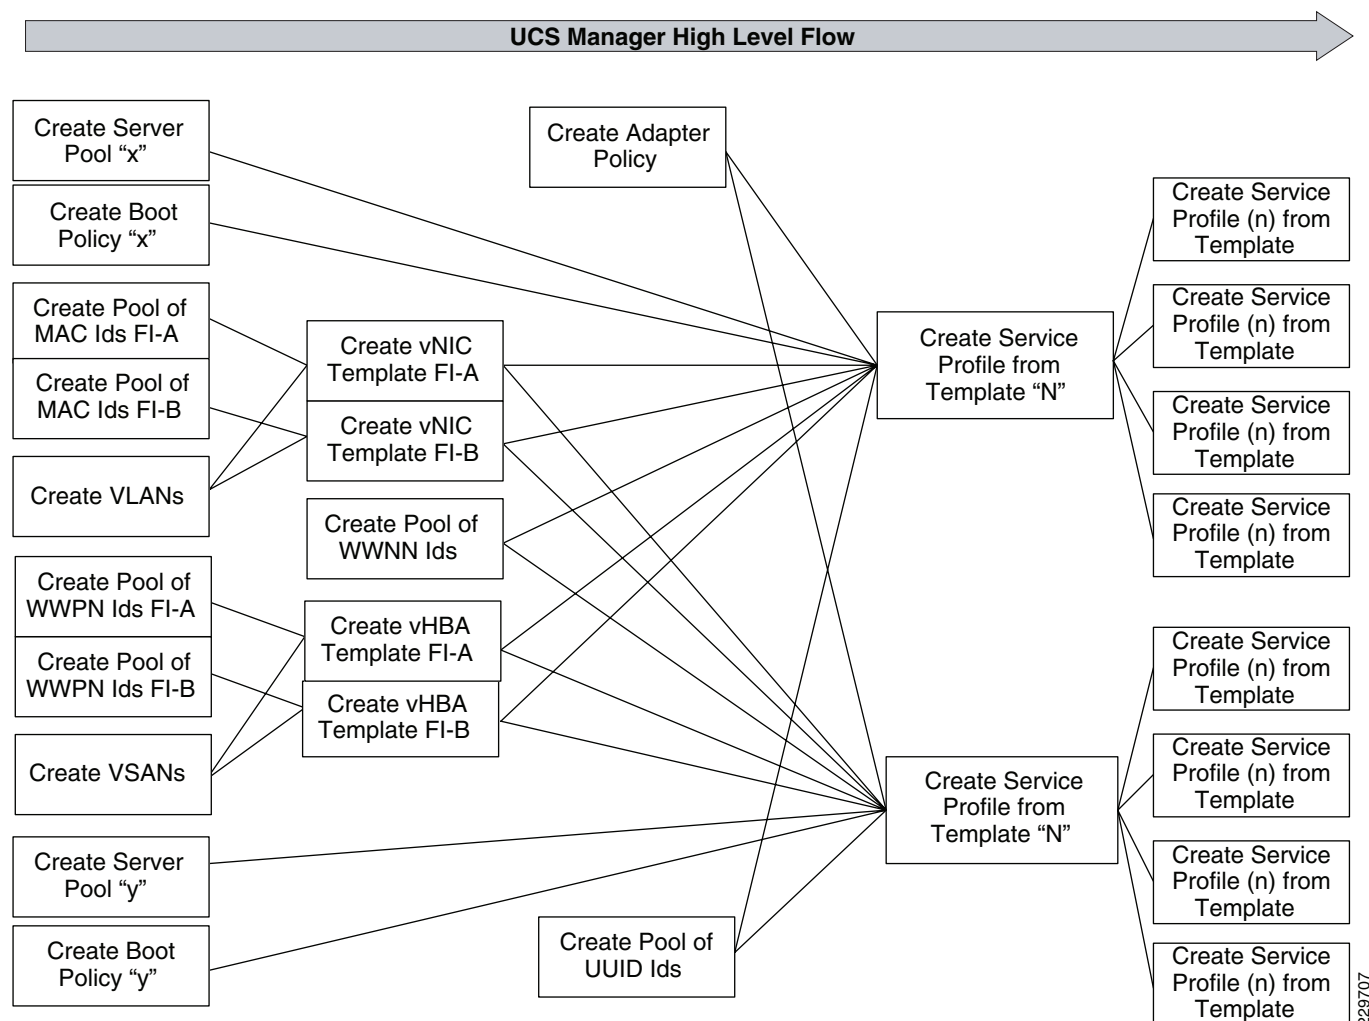 UCS Manager High Level Flow
Create Server
Pool “x”
Create Boot
Policy “x”
Create Pool of
MAC Ids FI-A
Create Pool of
MAC Ids FI-B
Create VLANs
Create Pool of
WWPN Ids FI-A
Create Pool of
WWPN Ids FI-B
Create VSANs
Create Server
Pool “y”
Create Boot
Policy “y”
Create vNIC
Template FI-A
Create vNIC
Template FI-B
Create Pool of
WWNN Ids
Create vHBA
Template FI-A
Create vHBA
Template FI-B
Create Adapter
Policy
Create Pool of
UUID Ids
Create Service
Profile from
Template “N”
Create Service
Profile from
Template “N”
Create Service
Profile (n) from
Template
Create Service
Profile (n) from
Template
Create Service
Profile (n) from
Template
Create Service
Profile (n) from
Template
Create Service
Profile (n) from
Template
Create Service
Profile (n) from
Template
Create Service
Profile (n) from
Template
Create Service
Profile (n) from
Template
229707